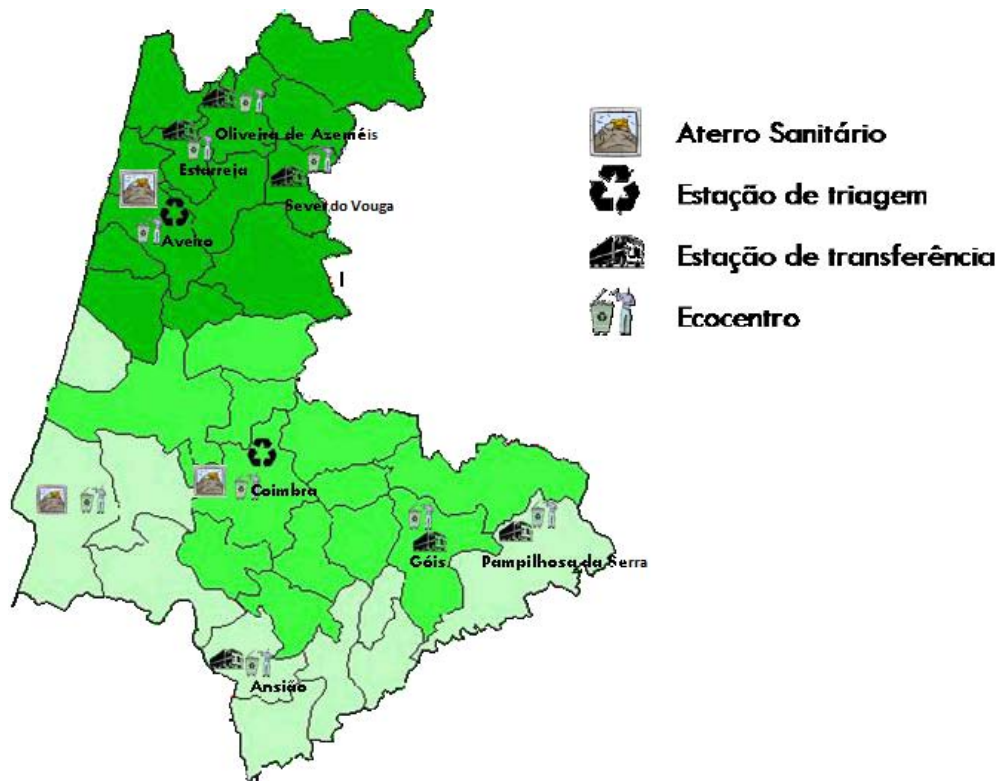 Oliveira de Azeméis
Estarreja
Sever do Vouga
Aveiro
Coimbra
Góis
Pampilhosa da Serra
Ansião
Aterro Sanitário
Estação de triagem
Estação de transferência
Ecocentro